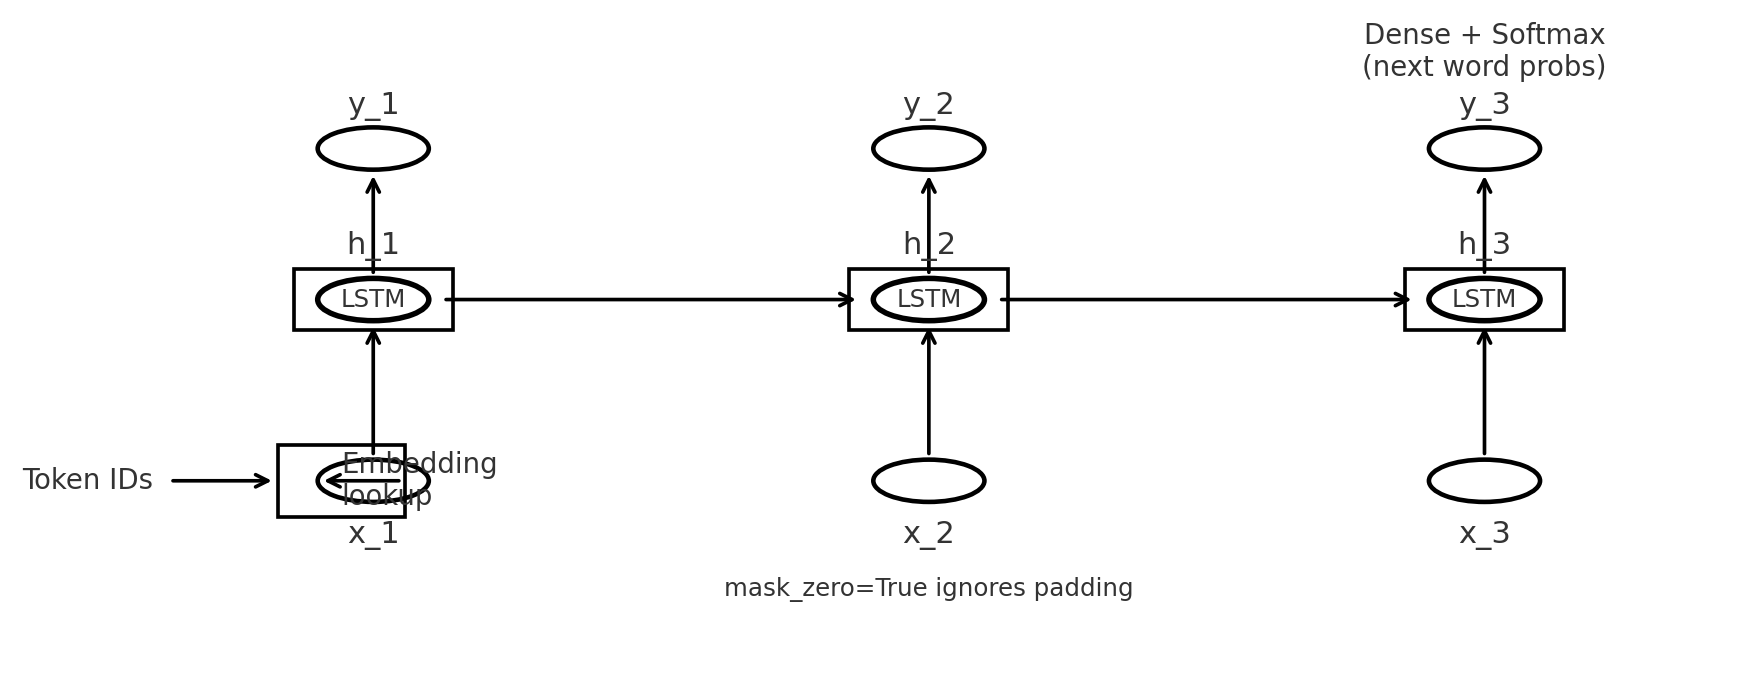 Dense + Softmax
(next word probs)
y_1
y_2
y_3
h_1
h_2
h_3
LSTM
LSTM
LSTM
Token IDs
Embedding
lookup
x_1
x_2
x_3
mask_zero=True ignores padding